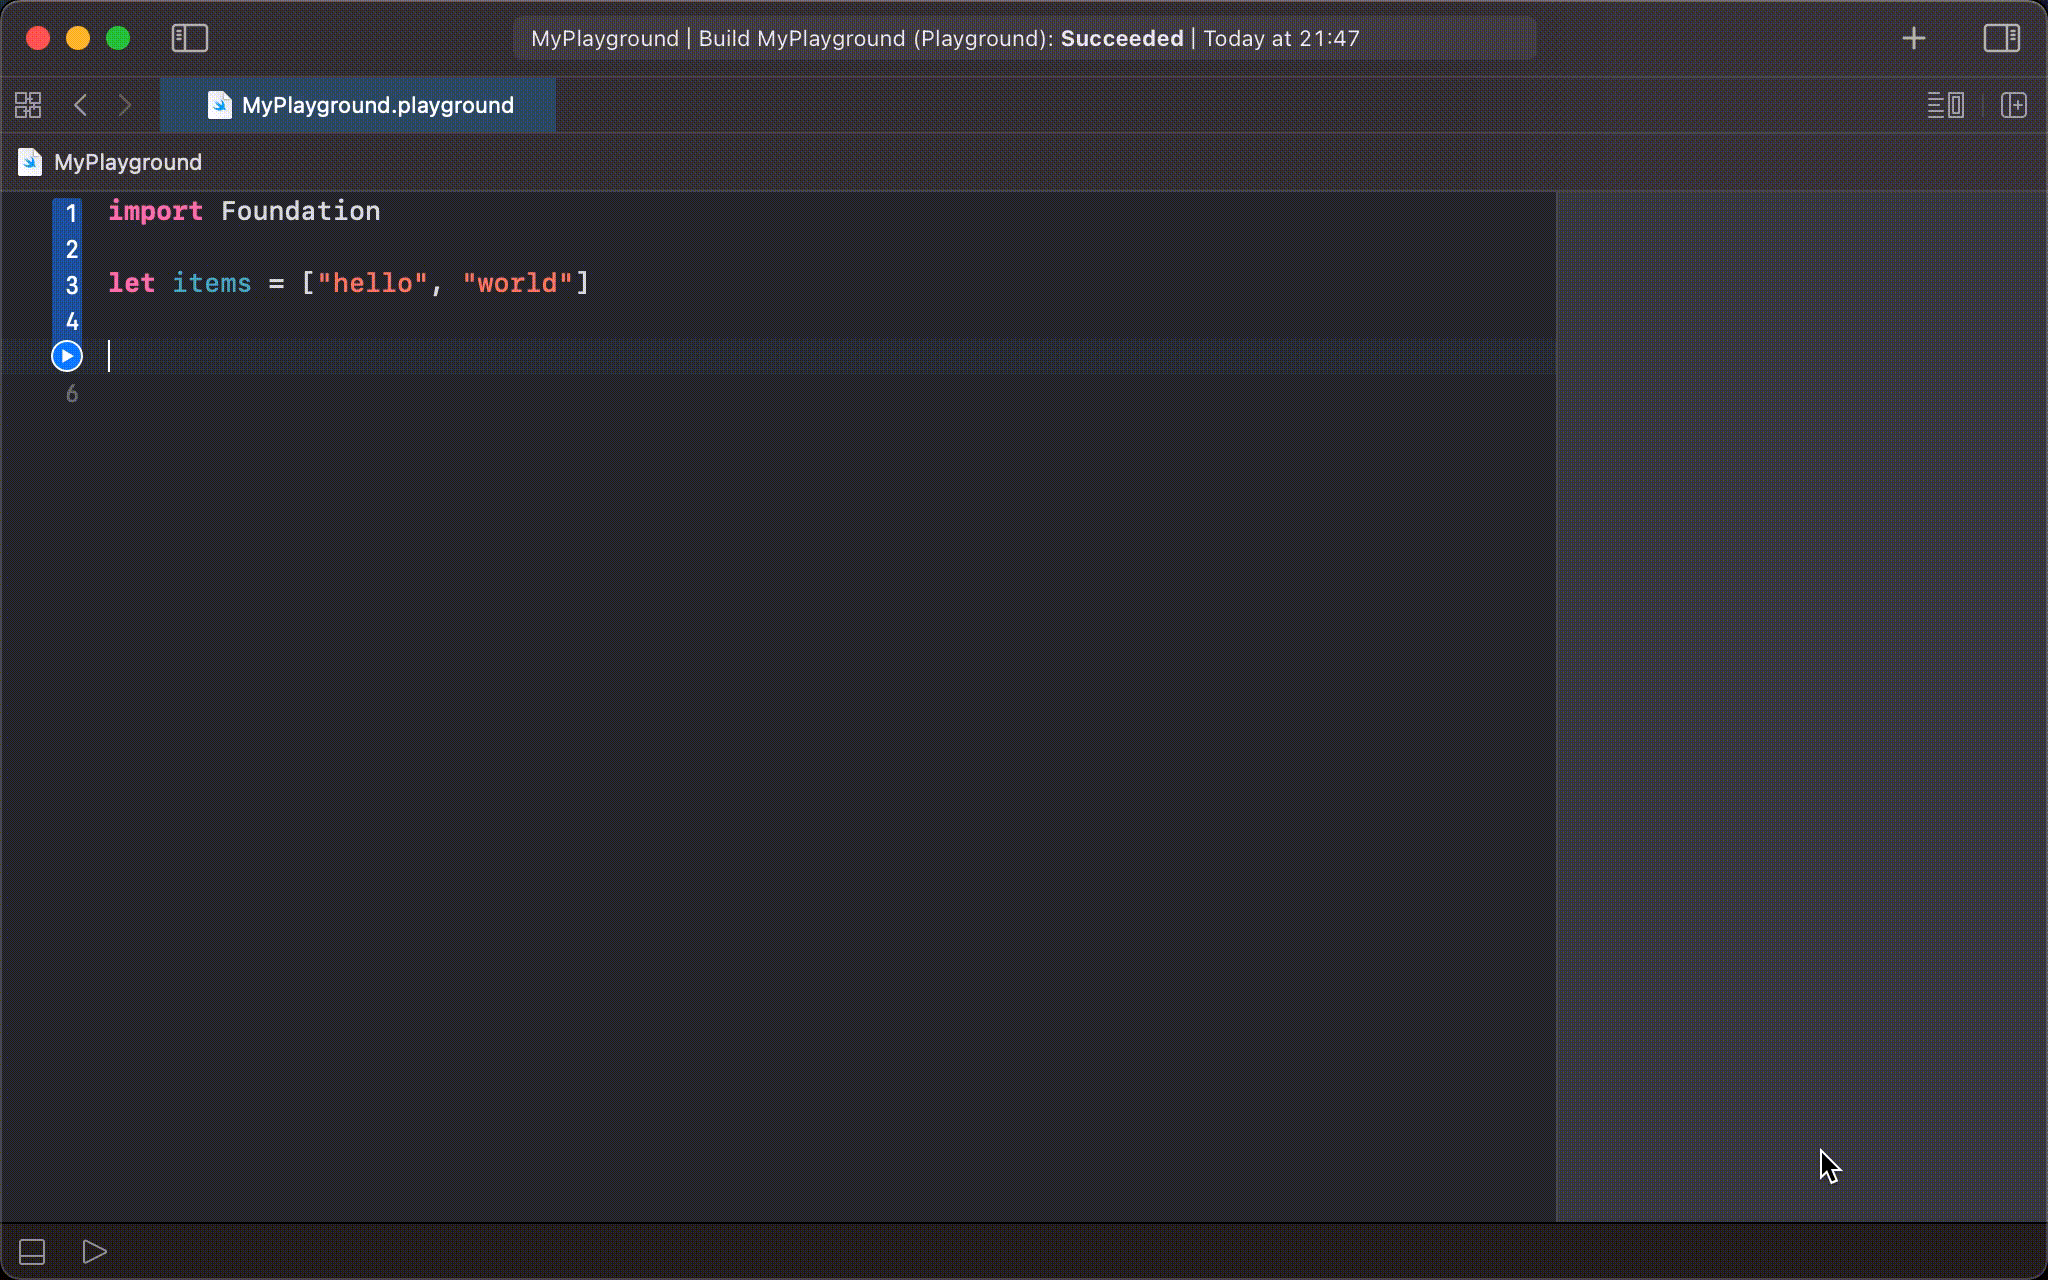 MyPlayground | Build MyPlayground (Playground): Succeeded | Today at 21:47
MyPlayground.playground
MyPlayground
1 import Foundation
2
3 let items = ["hello", "world"]
4
6